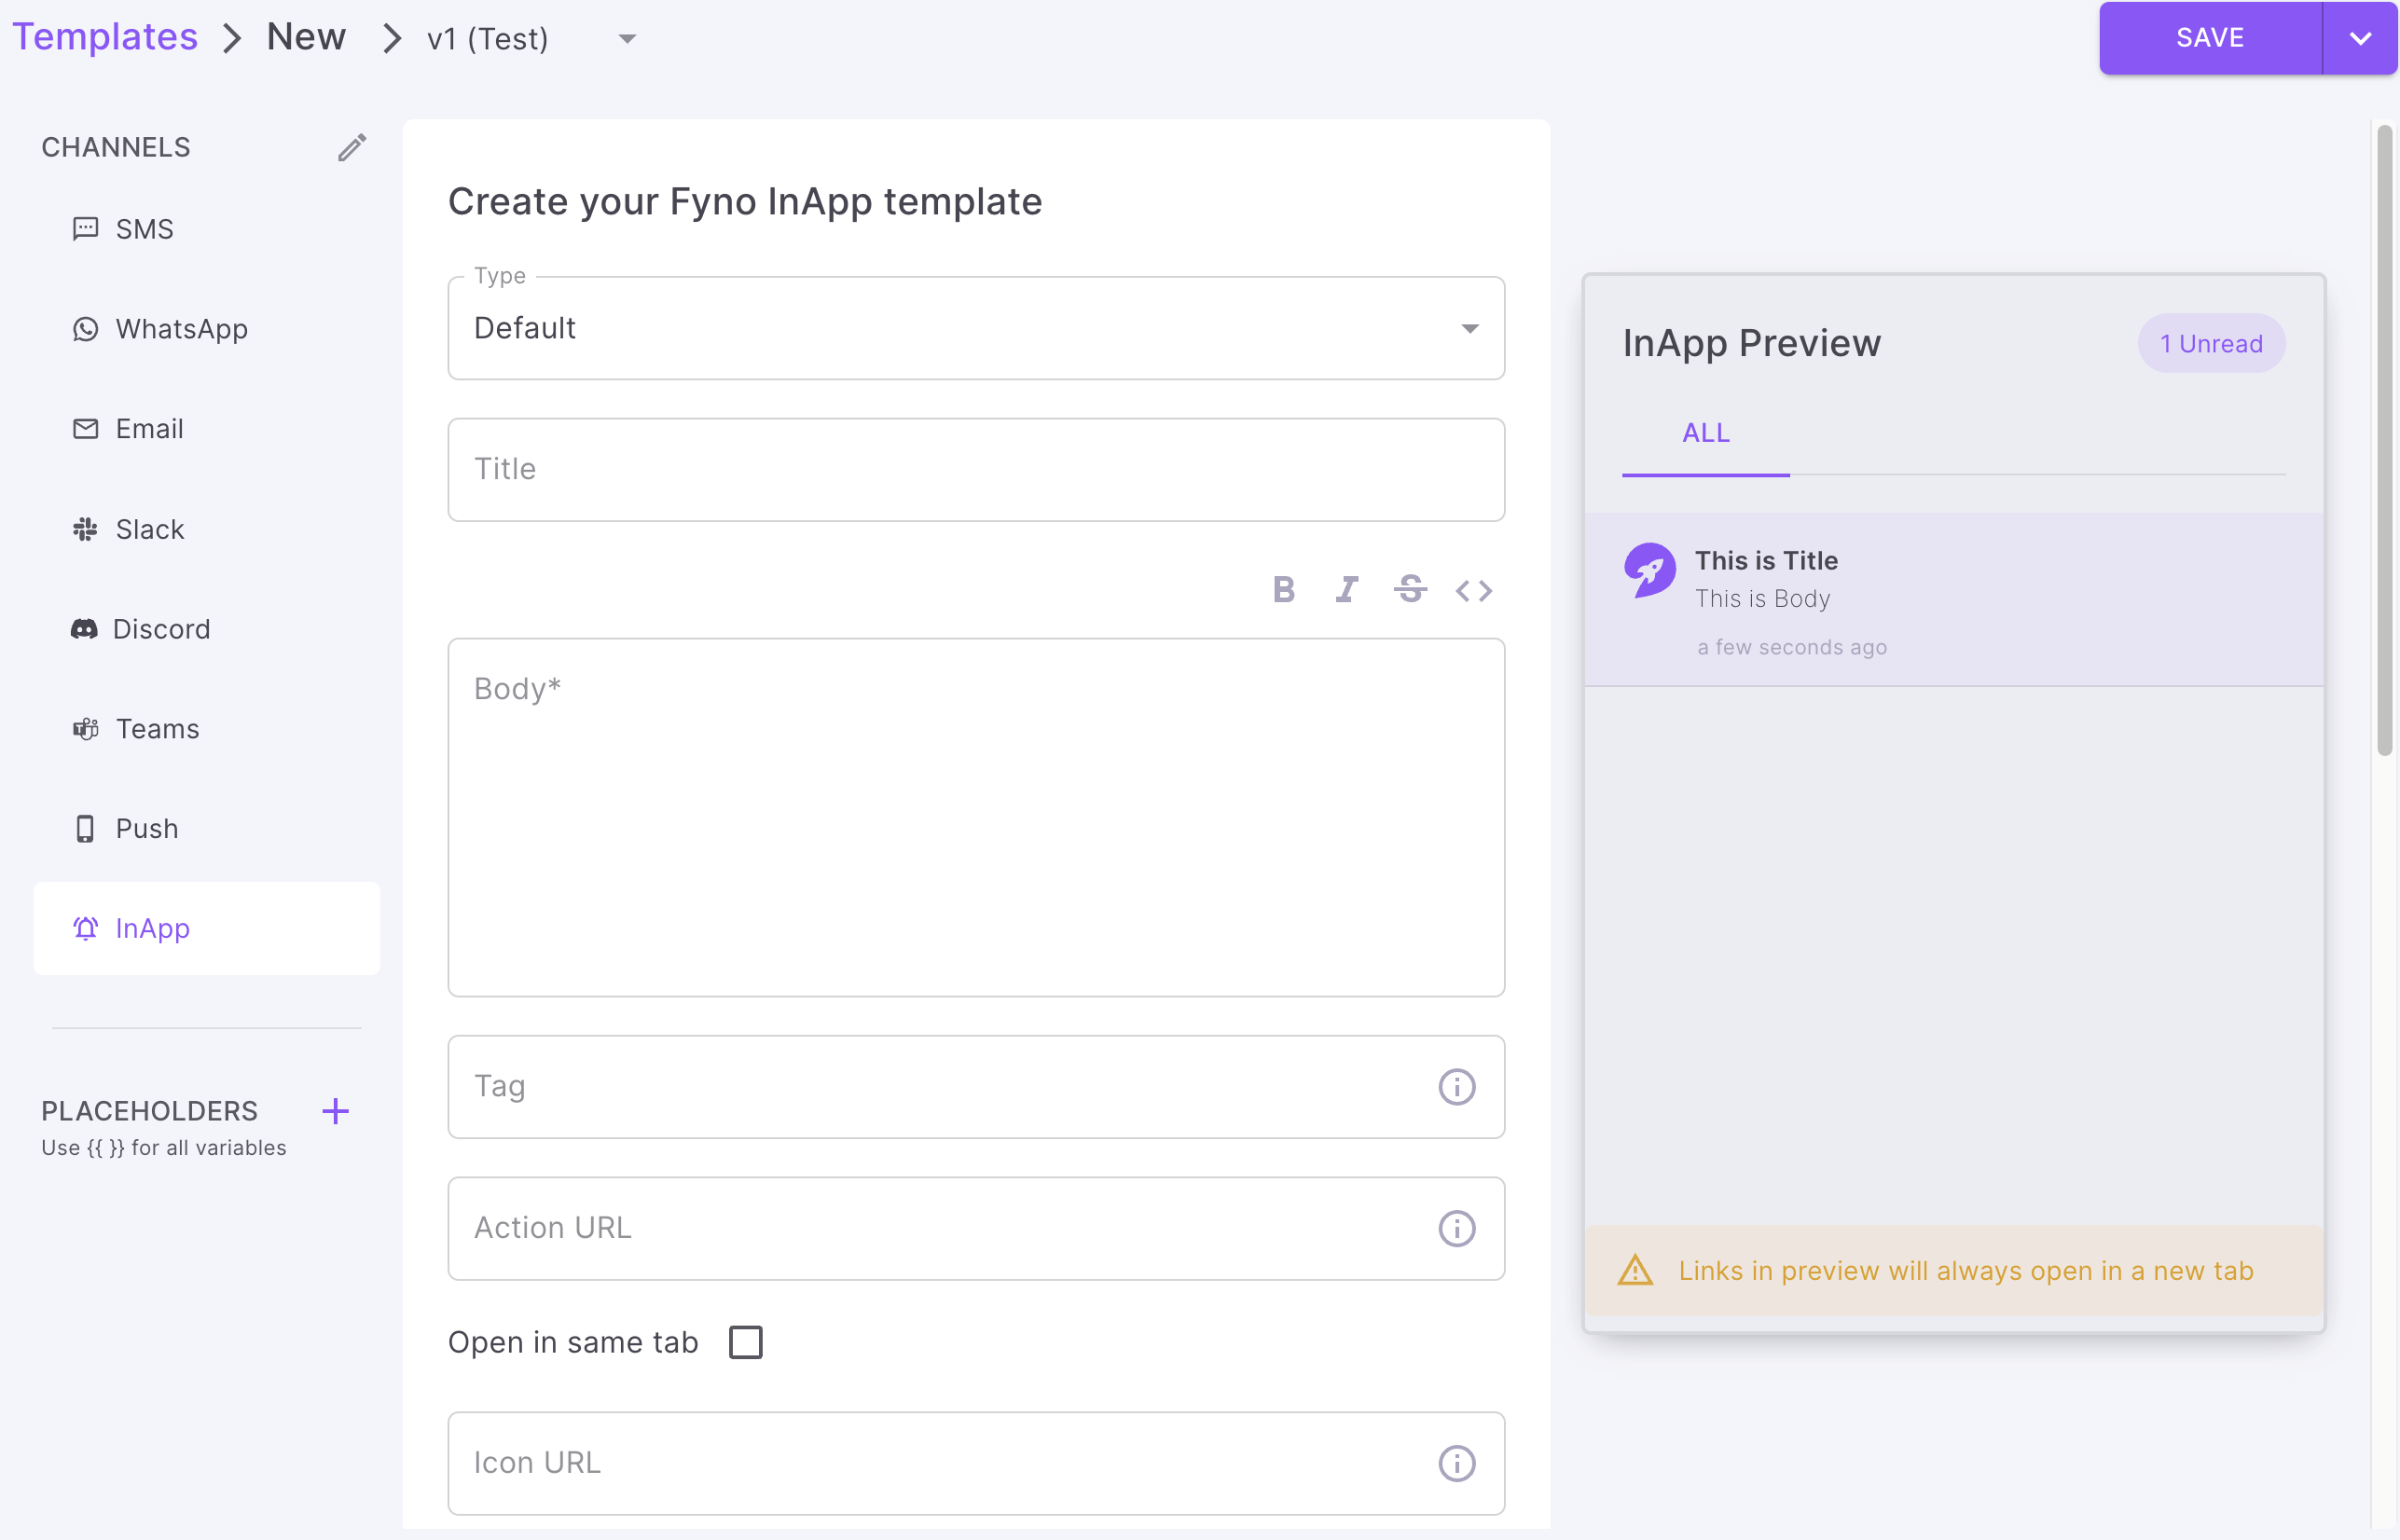 Templates
New
v1 (Test)
SAVE
CHANNELS
SMS
WhatsApp
Email
Slack
Discord
Teams
Push
InApp
PLACEHOLDERS
Use {{ }} for all variables
Create your Fyno InApp template
Type
Default
Title
B I S <>
Body*
Tag
Action URL
Open in same tab
Icon URL
InApp Preview
1 Unread
ALL
This is Title
This is Body
a few seconds ago
Links in preview will always open in a new tab